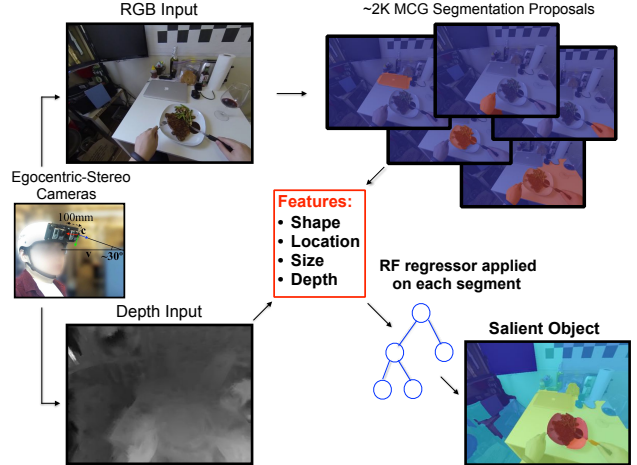 RGB Input
~2K MCG Segmentation Proposals
Egocentric-Stereo
Cameras
100mm
c
v
~30º
Features:
• Shape
• Location
• Size
• Depth
RF regressor applied
on each segment
Depth Input
Salient Object